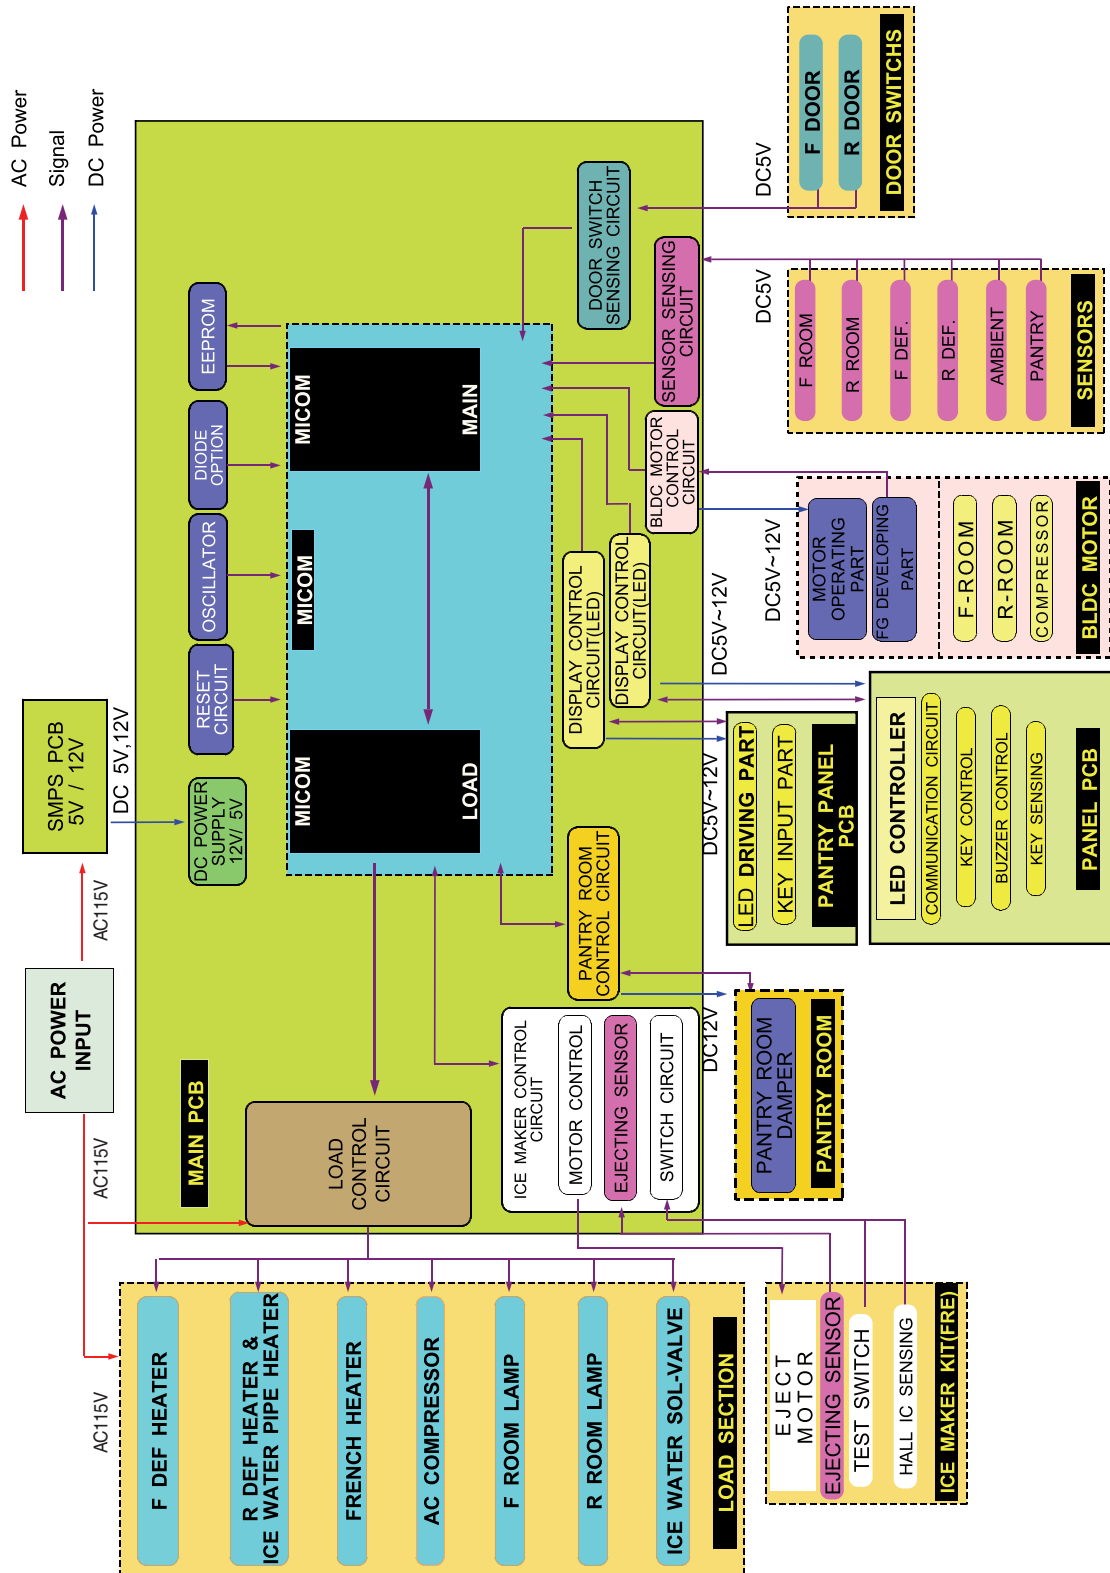 AC Power
Signal
DC Power
AC POWER
INPUT
AC115V
AC115V
AC115V
SMPS PCB
5V / 12V
DC 5V,12V
MAIN PCB
DC POWER
SUPPLY
12V/ 5V
RESET
CIRCUIT
OSCILLATOR
DIODE
OPTION
EEPROM
MICOM
LOAD
MICOM
MICOM
MAIN
LOAD
CONTROL
CIRCUIT
DOOR SWITCH
SENSING CIRCUIT
SENSOR SENSING
CIRCUIT
BLDC MOTOR
CONTROL
CIRCUIT
DISPLAY CONTROL
CIRCUIT(LED)
DISPLAY CONTROL
CIRCUIT(LED)
PANTRY ROOM
CONTROL CIRCUIT
ICE MAKER CONTROL
CIRCUIT
MOTOR CONTROL
EJECTING SENSOR
SWITCH CIRCUIT
F DEF HEATER
R DEF HEATER &
ICE WATER PIPE HEATER
FRENCH HEATER
AC COMPRESSOR
F ROOM LAMP
R ROOM LAMP
ICE WATER SOL-VALVE
LOAD SECTION
EJECT
MOTOR
EJECTING SENSOR
TEST SWITCH
HALL IC SENSING
ICE MAKER KIT(FRE)
DC12V
PANTRY ROOM
DAMPER
PANTRY ROOM
DC5V~12V
LED DRIVING PART
KEY INPUT PART
PANTRY PANEL
PCB
DC5V~12V
LED CONTROLLER
COMMUNICATION CIRCUIT
KEY CONTROL
BUZZER CONTROL
KEY SENSING
PANEL PCB
DC5V~12V
MOTOR
OPERATING
PART
FG DEVELOPING
PART
F-ROOM
R-ROOM
COMPRESSOR
BLDC MOTOR
DC5V
F ROOM
R ROOM
F DEF.
R DEF.
AMBIENT
PANTRY
SENSORS
DC5V
F DOOR
R DOOR
DOOR SWITCHS